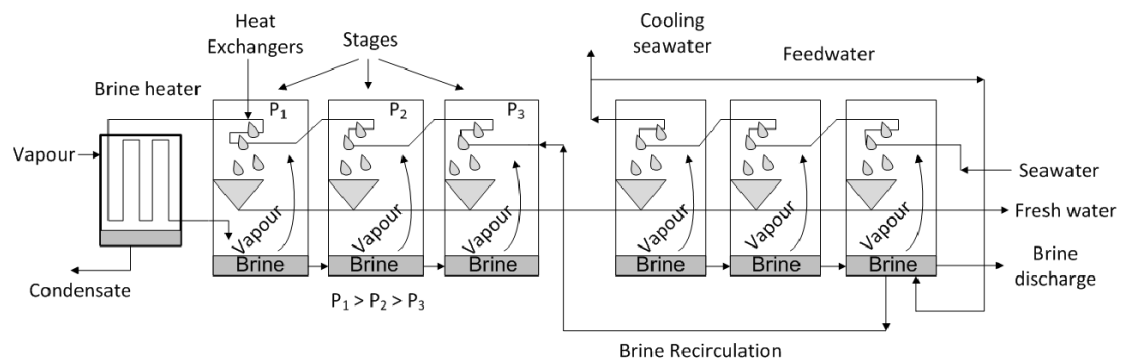 Cooling
seawater
Heat
Exchangers
Stages
Feedwater
Brine heater
P1
P2
P3
Vapour
Seawater
Fresh water
Vapour
Vapour
Vapour
Vapour
Vapour
Vapour
Brine
Brine
Brine
Brine
Brine
Brine
Brine
discharge
Condensate
P1 > P2 > P3
Brine Recirculation